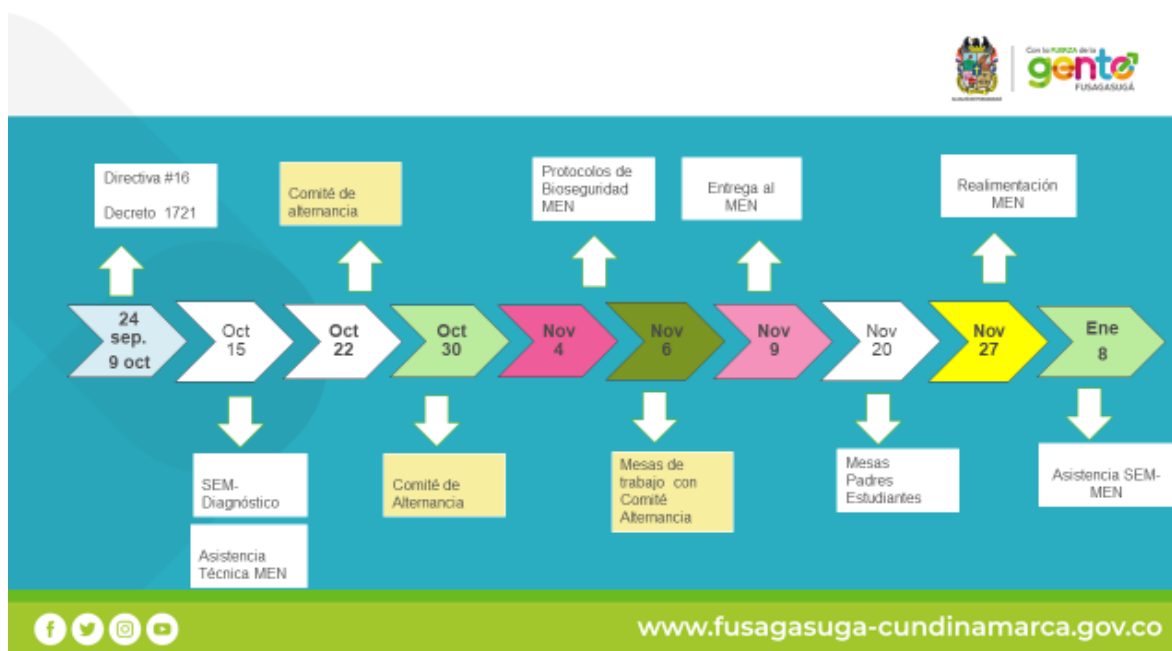 Con la FUERZA de la
gente
FUSAGASUGÁ
Directiva #16
Decreto 1721
Comité de
alternancia
Protocolos de
Bioseguridad
MEN
Entrega al
MEN
Realimentación
MEN
24
sep.
9 oct
Oct
15
Oct
22
Oct
30
Nov
4
Nov
6
Nov
9
Nov
20
Nov
27
Ene
8
SEM-
Diagnóstico
Asistencia
Técnica MEN
Comité de
Alternancia
Mesas de
trabajo con
Comité
Alternancia
Mesas
Padres
Estudiantes
Asistencia SEM-
MEN
www.fusagasuga-cundinamarca.gov.co